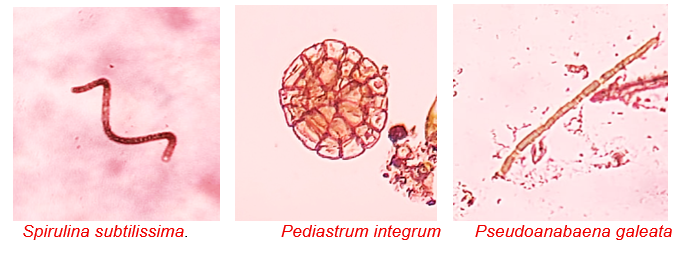 Spirulina subtilissima.
Pediastrum integrum
Pseudoanabaena galeata